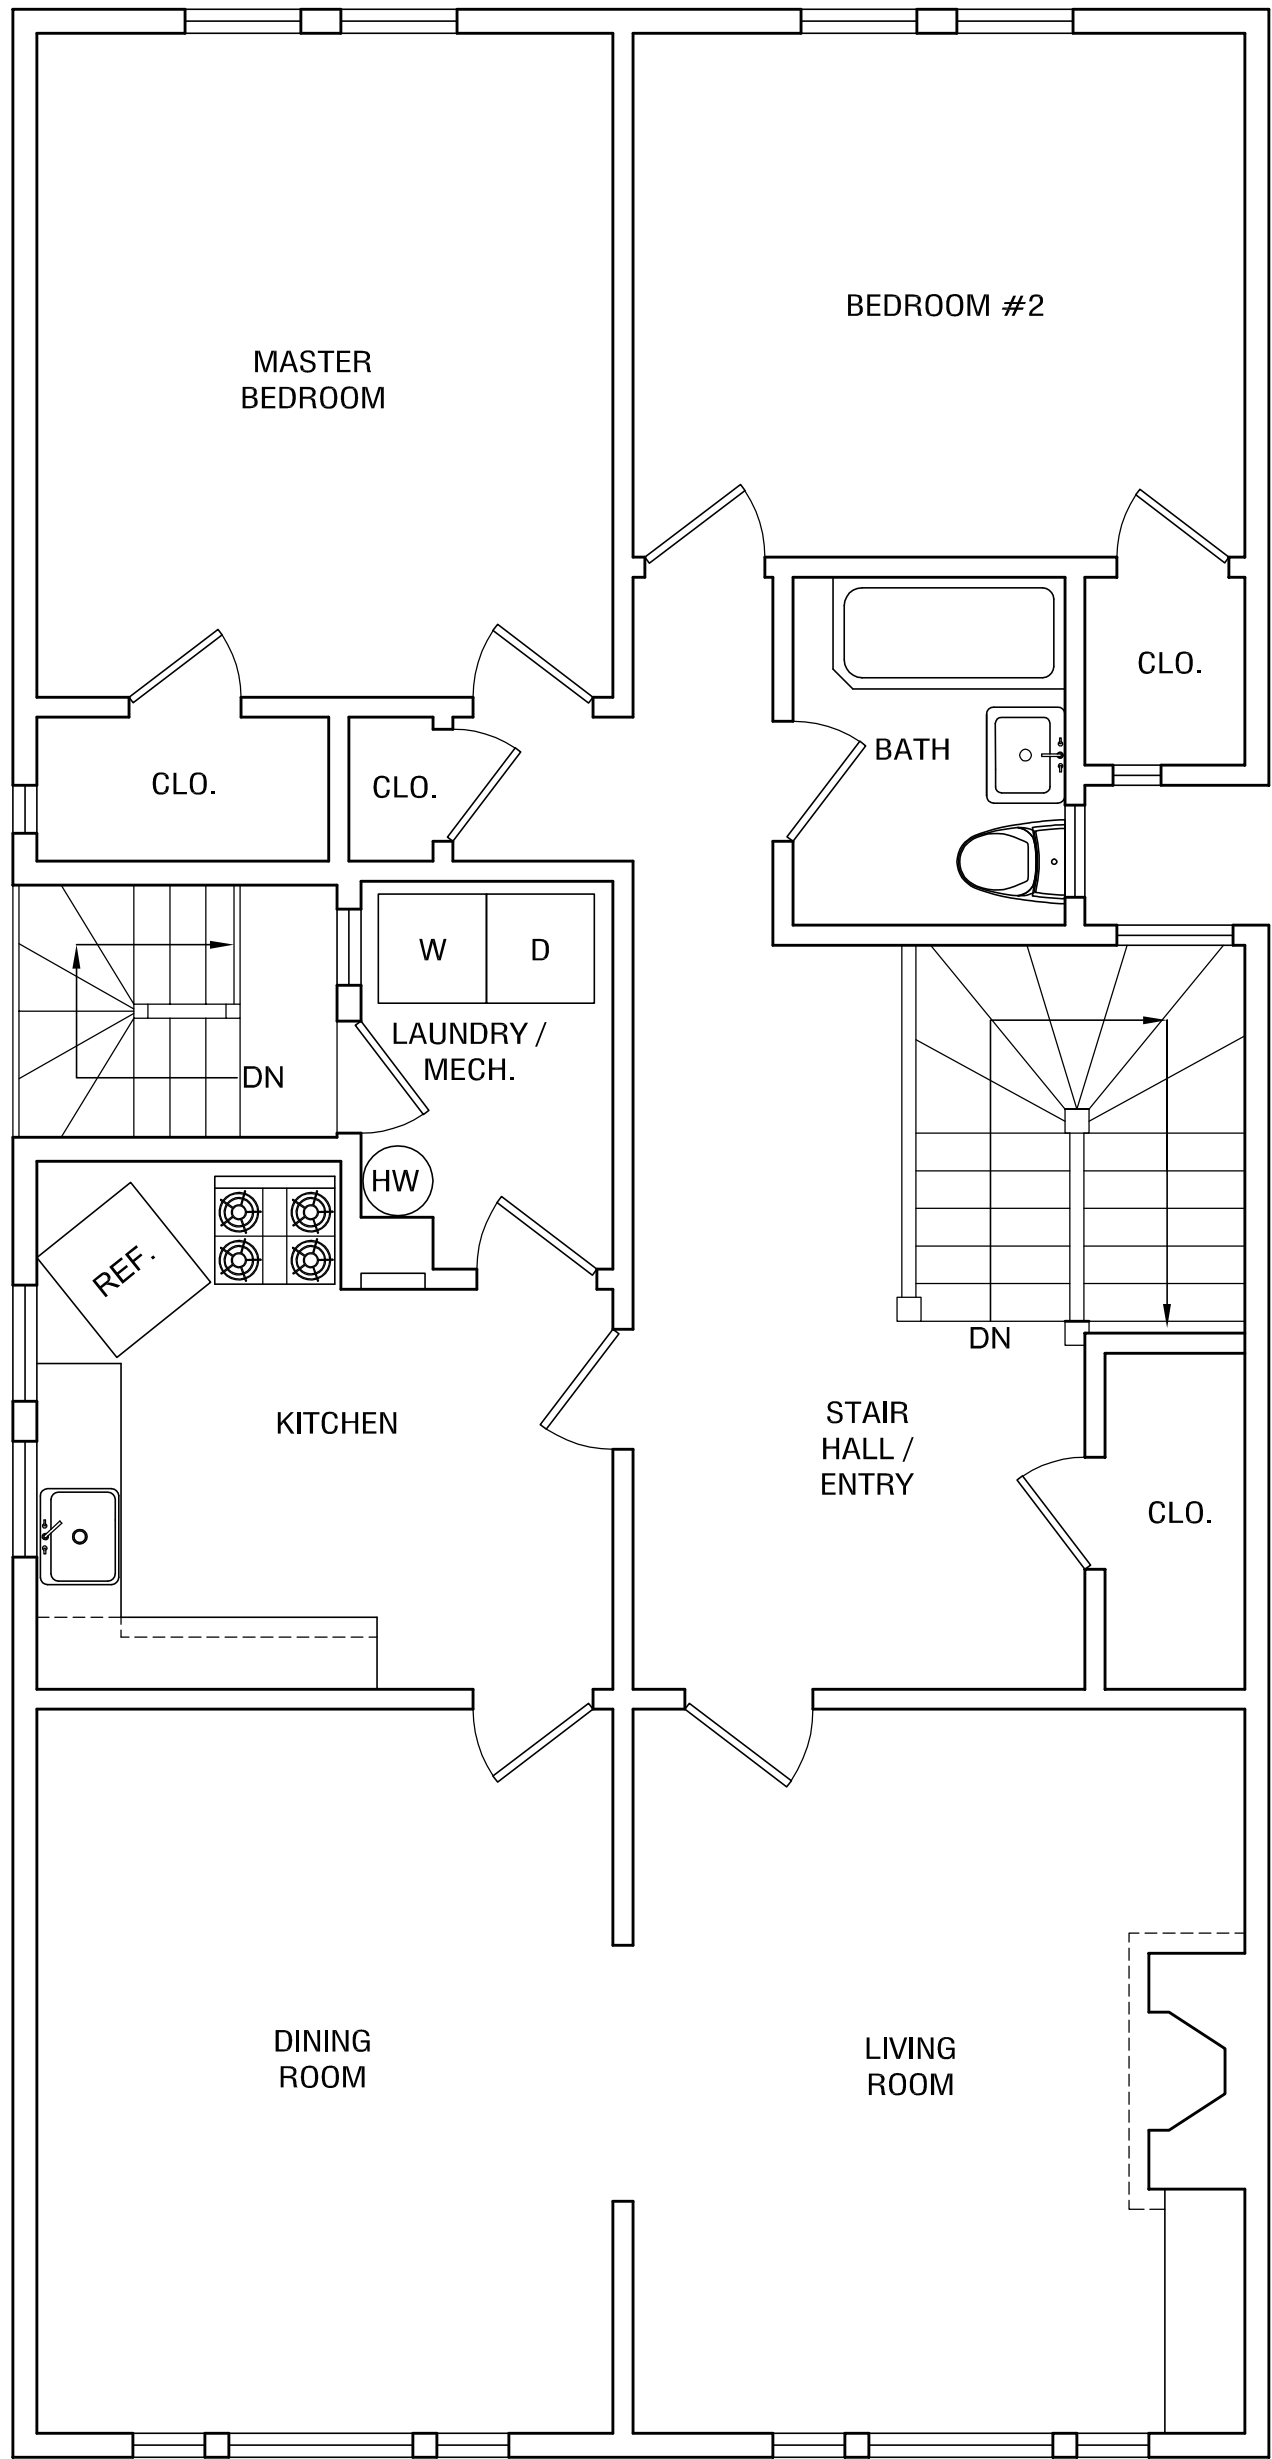 BEDROOM #2
MASTER
BEDROOM
CLO.
BATH
CLO.
CLO.
W
D
LAUNDRY /
MECH.
DN
HW
REF.
DN
KITCHEN
STAIR
HALL /
ENTRY
CLO.
DINING
ROOM
LIVING
ROOM